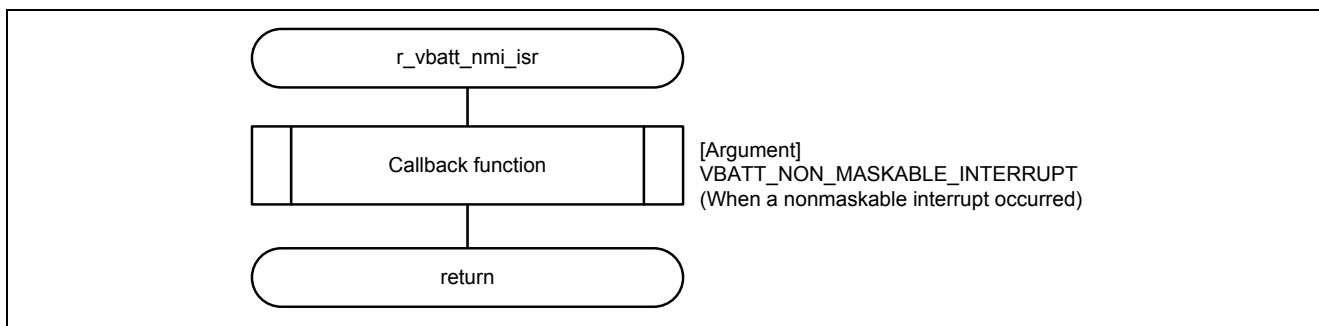 r_vbatt_nmi_isr
Callback function
[Argument]
VBATT_NON_MASKABLE_INTERRUPT
(When a nonmaskable interrupt occurred)
return